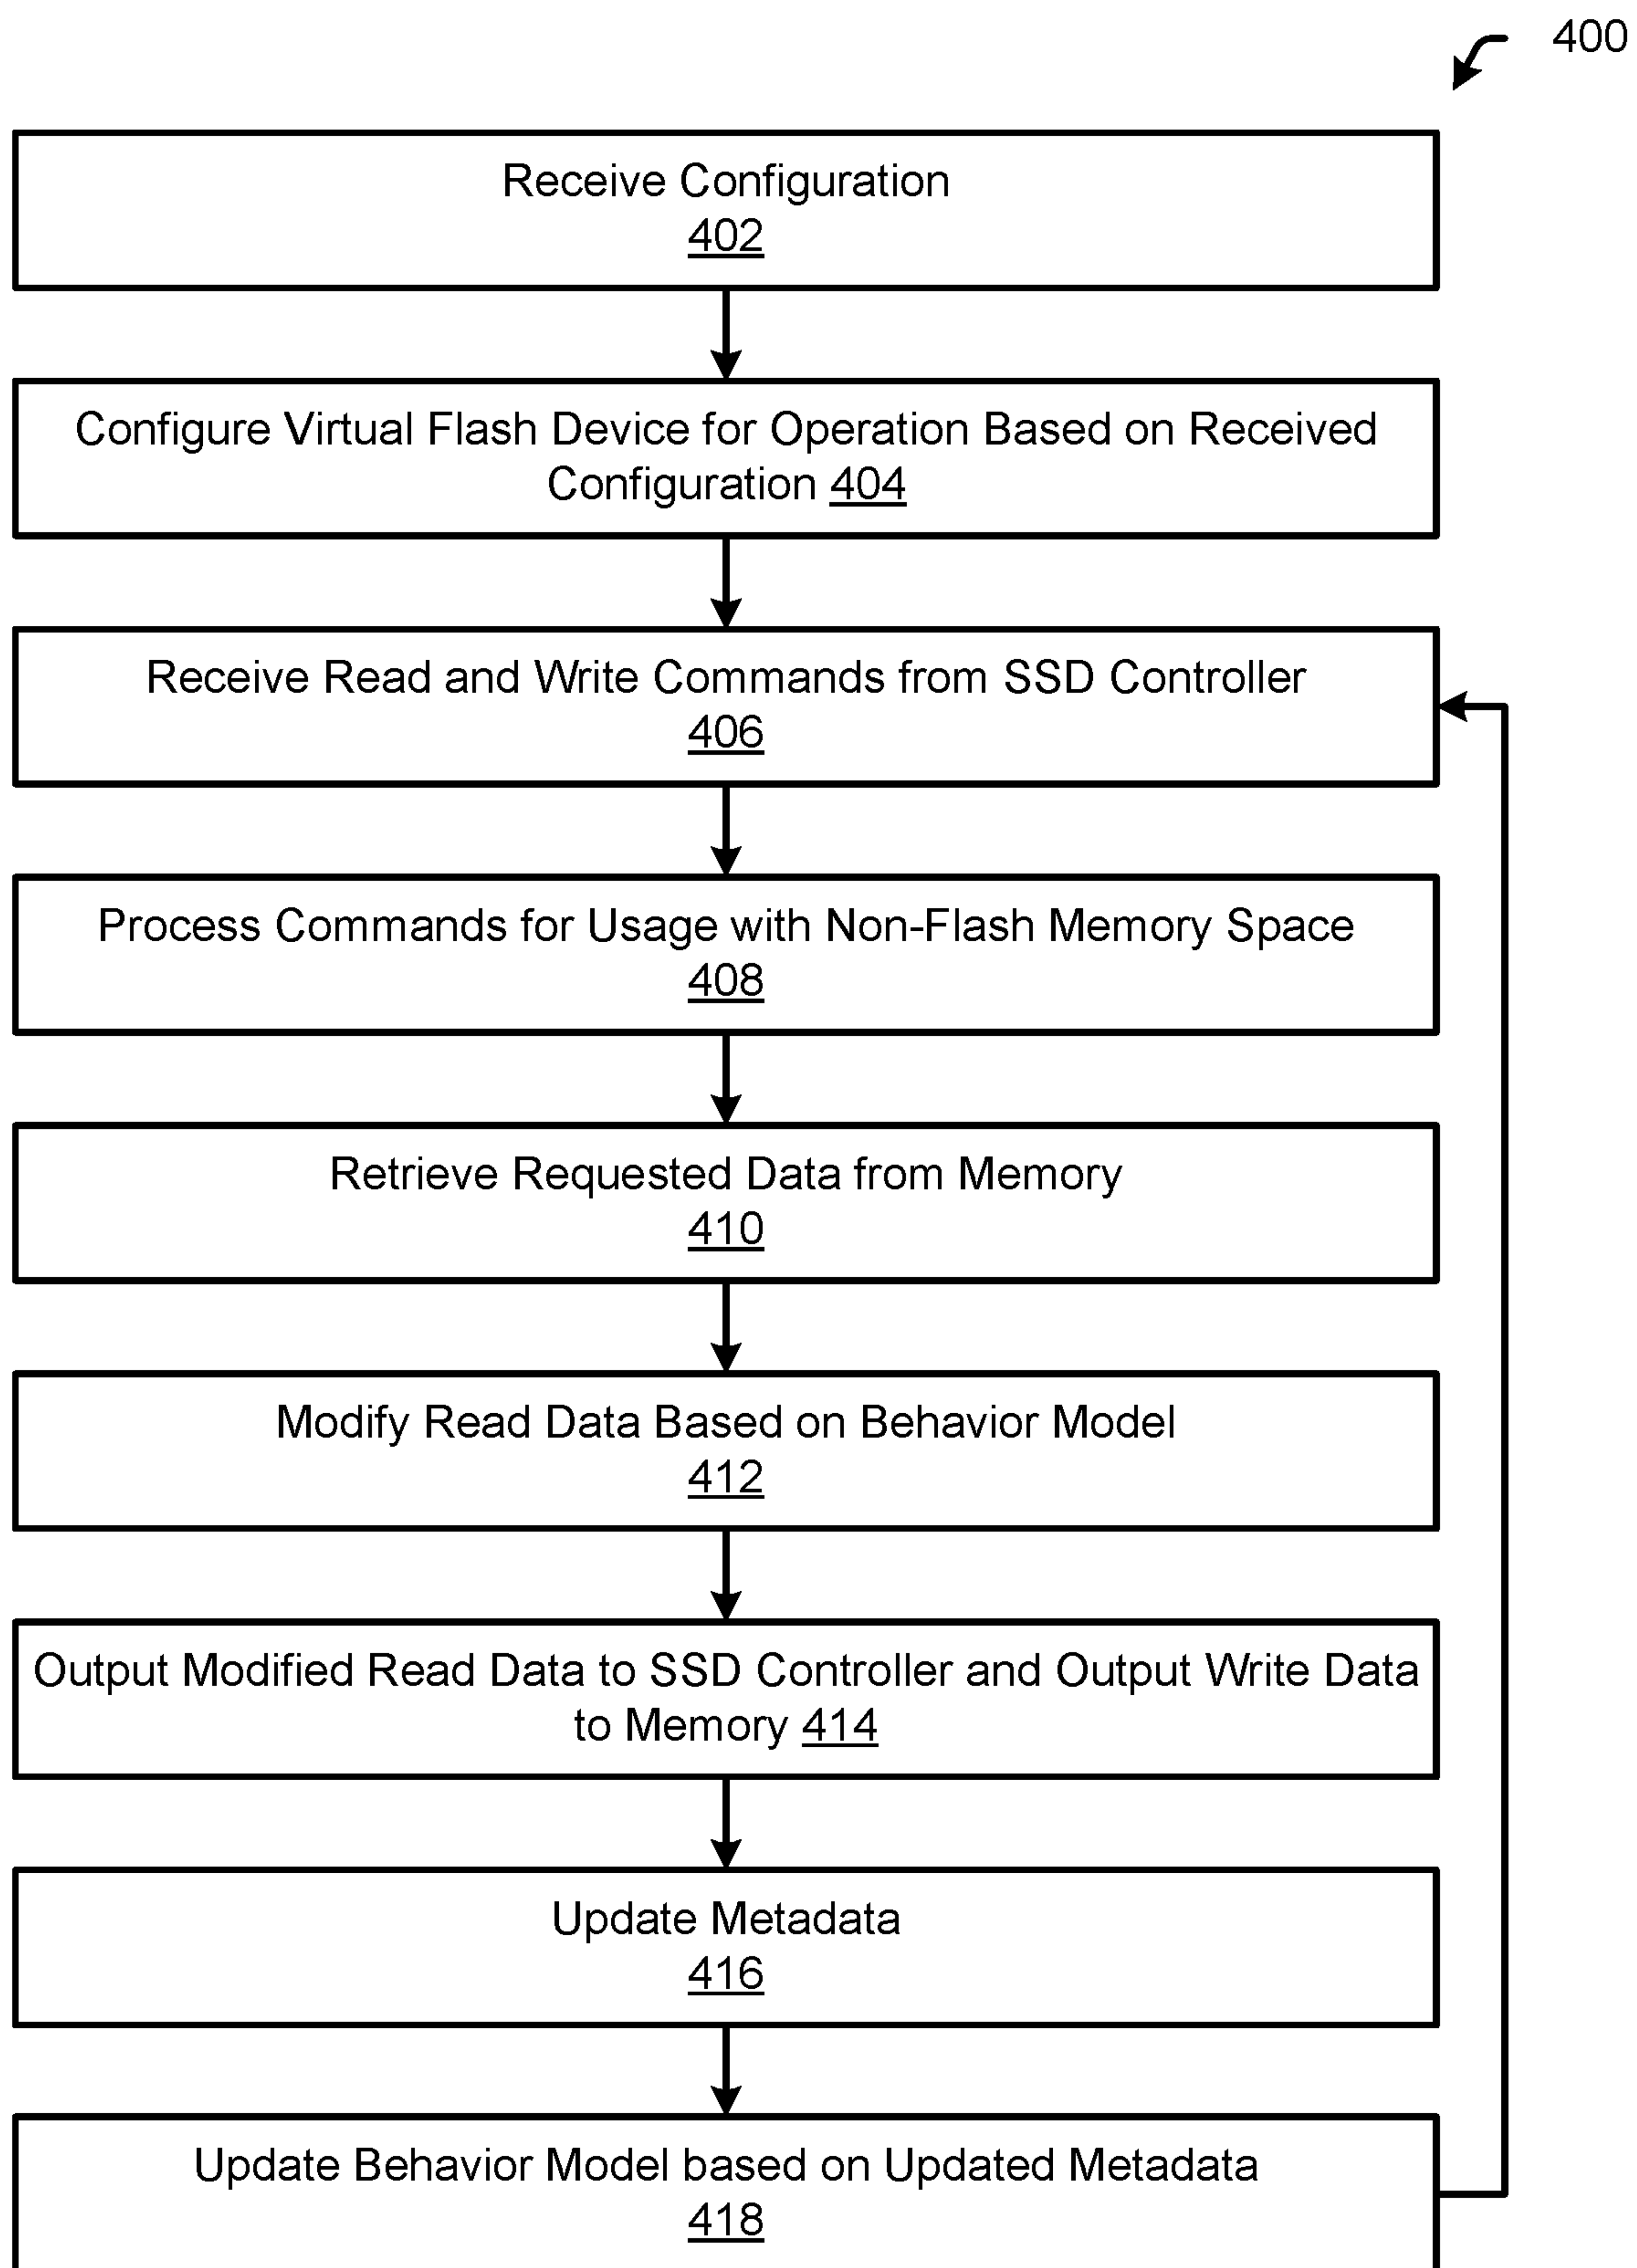 400
Receive Configuration
402
Configure Virtual Flash Device for Operation Based on Received
Configuration 404
Receive Read and Write Commands from SSD Controller
406
Process Commands for Usage with Non-Flash Memory Space
408
Retrieve Requested Data from Memory
410
Modify Read Data Based on Behavior Model
412
Output Modified Read Data to SSD Controller and Output Write Data
to Memory 414
Update Metadata
416
Update Behavior Model based on Updated Metadata
418